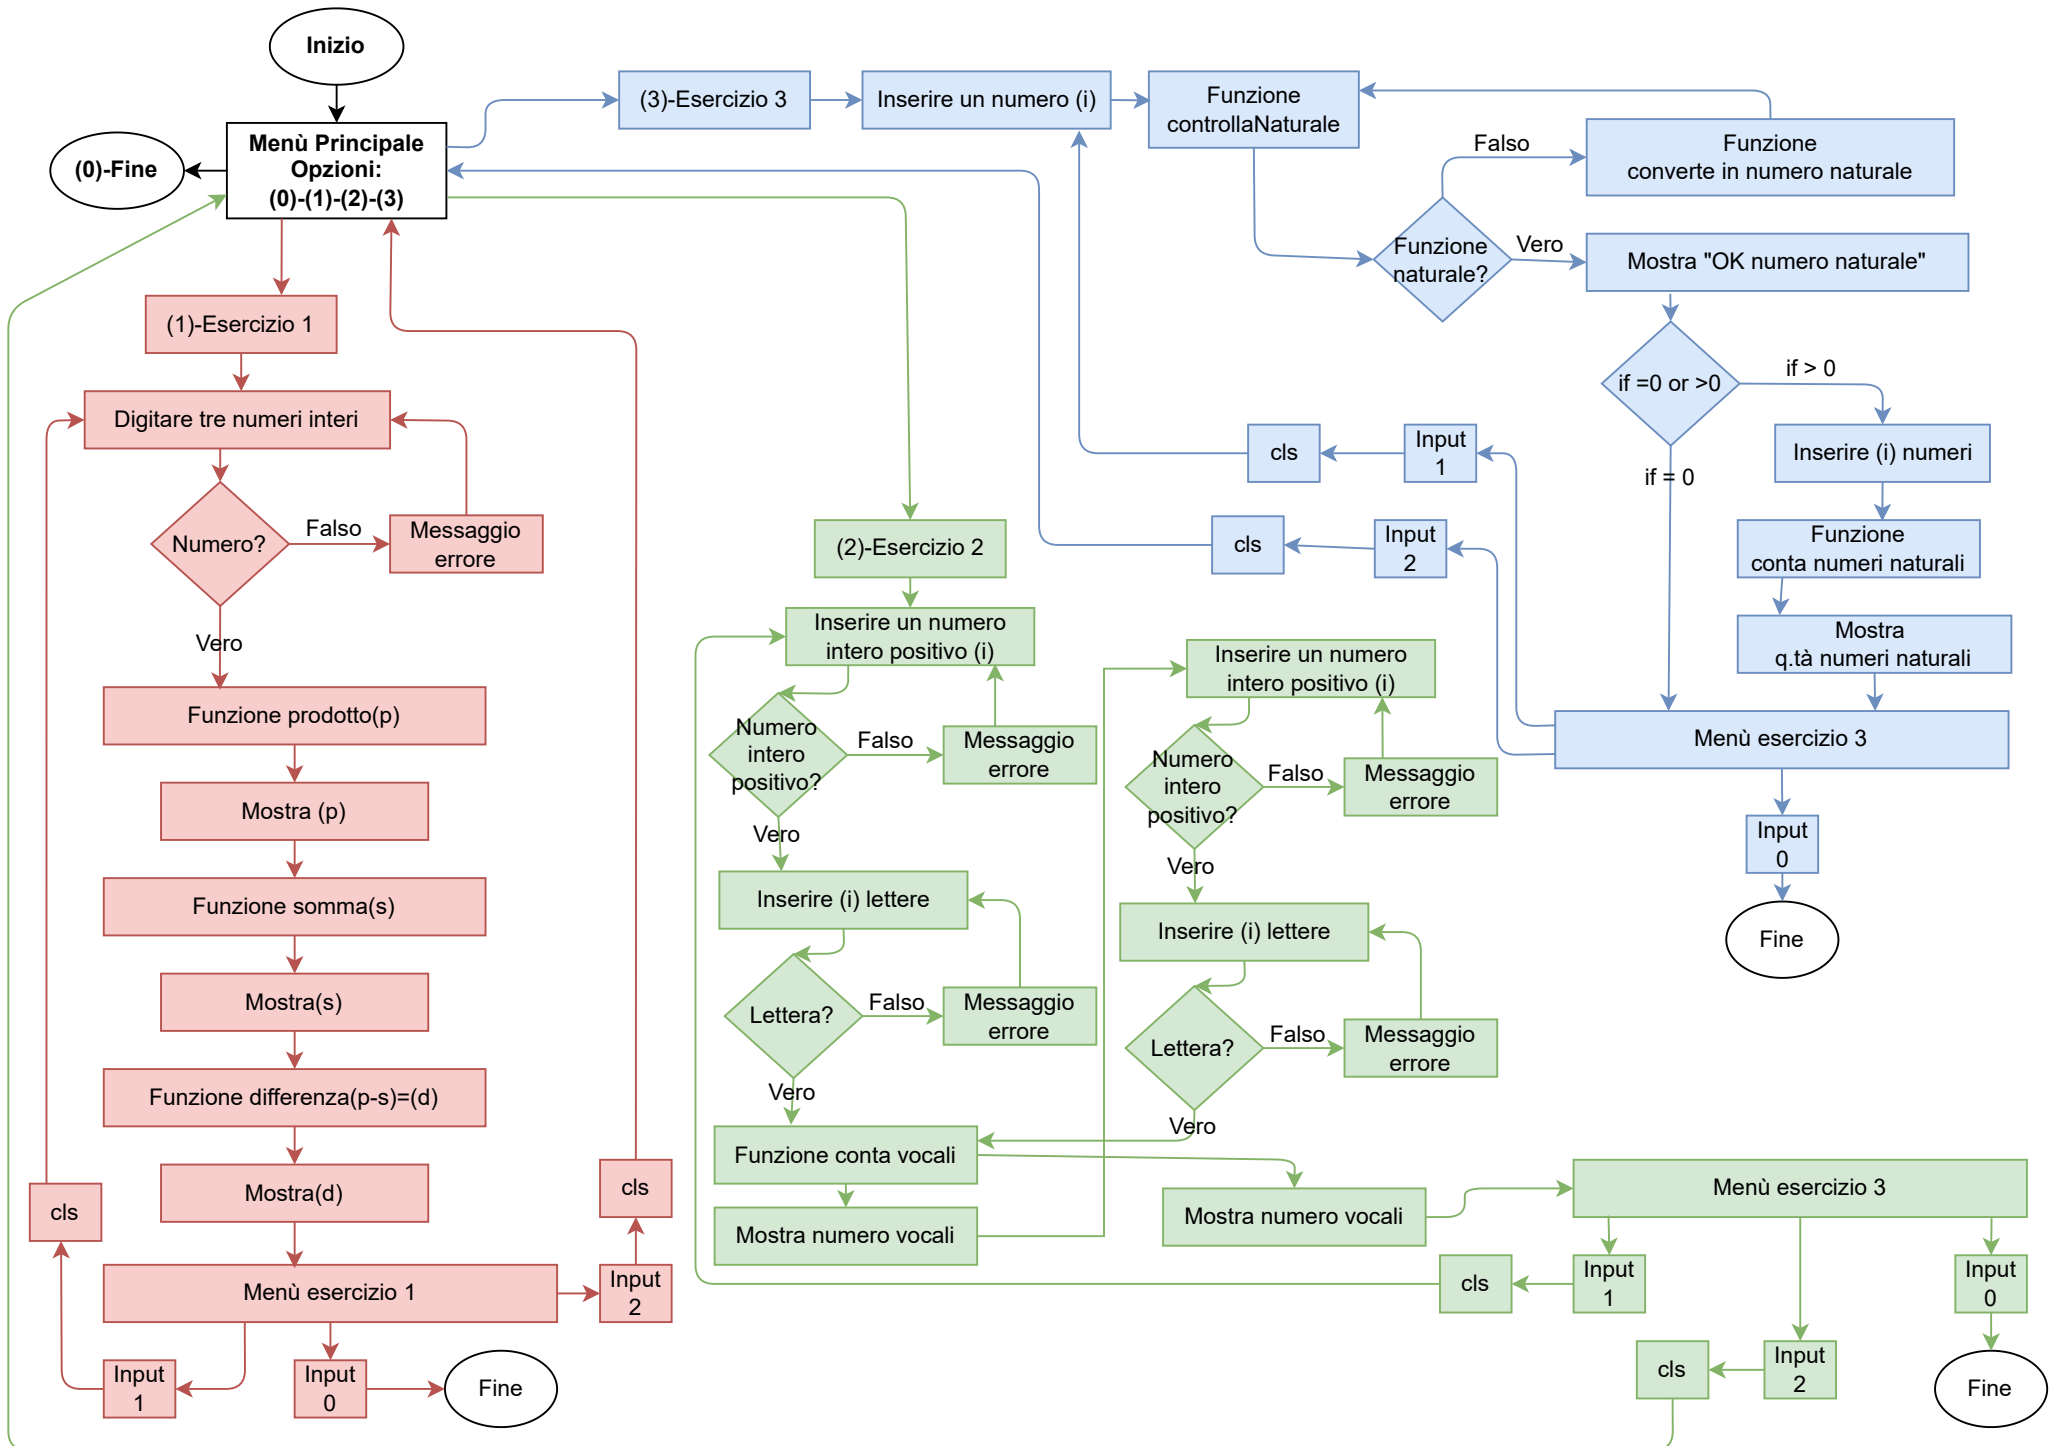 Inizio
Menù Principale
Opzioni:
(0)-(1)-(2)-(3)
(0)-Fine
(1)-Esercizio 1
Digitare tre numeri interi
Numero?
Falso
Messaggio
errore
Vero
Funzione prodotto(p)
Mostra (p)
Funzione somma(s)
Mostra(s)
Funzione differenza(p-s)=(d)
Mostra(d)
Menù esercizio 1
cls
Input
1
Input
0
Fine
Input
2
cls
(2)-Esercizio 2
Inserire un numero
intero positivo (i)
Numero
intero
positivo?
Falso
Messaggio
errore
Vero
Inserire (i) lettere
Lettera?
Falso
Messaggio
errore
Vero
Funzione conta vocali
Mostra numero vocali
Inserire un numero
intero positivo (i)
Numero
intero
positivo?
Falso
Messaggio
errore
Vero
Inserire (i) lettere
Lettera?
Falso
Messaggio
errore
Vero
Mostra numero vocali
Menù esercizio 3
Input
1
cls
Input
2
cls
Input
0
Fine
(3)-Esercizio 3
Inserire un numero (i)
Funzione
controllaNaturale
Funzione
naturale?
Falso
Funzione
converte in numero naturale
Vero
Mostra "OK numero naturale"
if =0 or >0
if > 0
if = 0
Inserire (i) numeri
Funzione
conta numeri naturali
Mostra
q.tà numeri naturali
Menù esercizio 3
Input
1
cls
Input
2
cls
Input
0
Fine